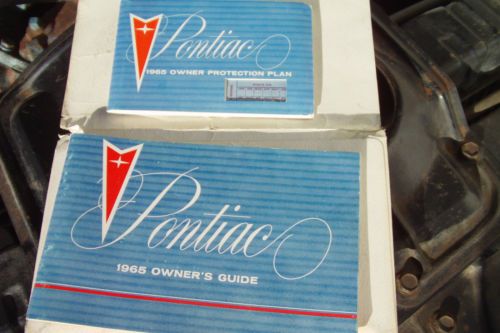 Pontiac
1965 OWNER PROTECTION PLAN
Pontiac
1965 OWNER'S GUIDE